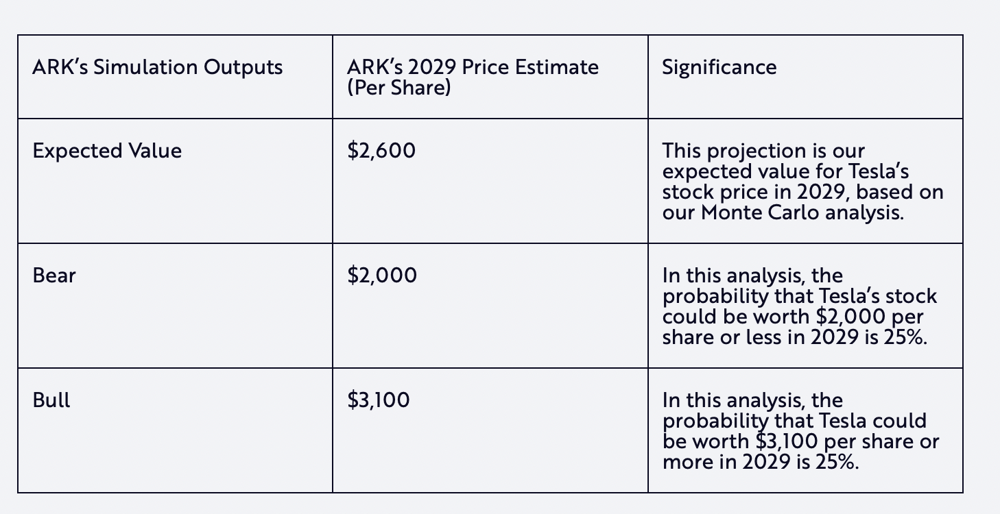 ARK’s Simulation Outputs
ARK’s 2029 Price Estimate
(Per Share)
Significance
Expected Value
$2,600
This projection is our
expected value for Tesla’s
stock price in 2029, based on
our Monte Carlo analysis.
Bear
$2,000
In this analysis, the
probability that Tesla’s stock
could be worth $2,000 per
share or less in 2029 is 25%.
Bull
$3,100
In this analysis, the
probability that Tesla could
be worth $3,100 per share or
more in 2029 is 25%.